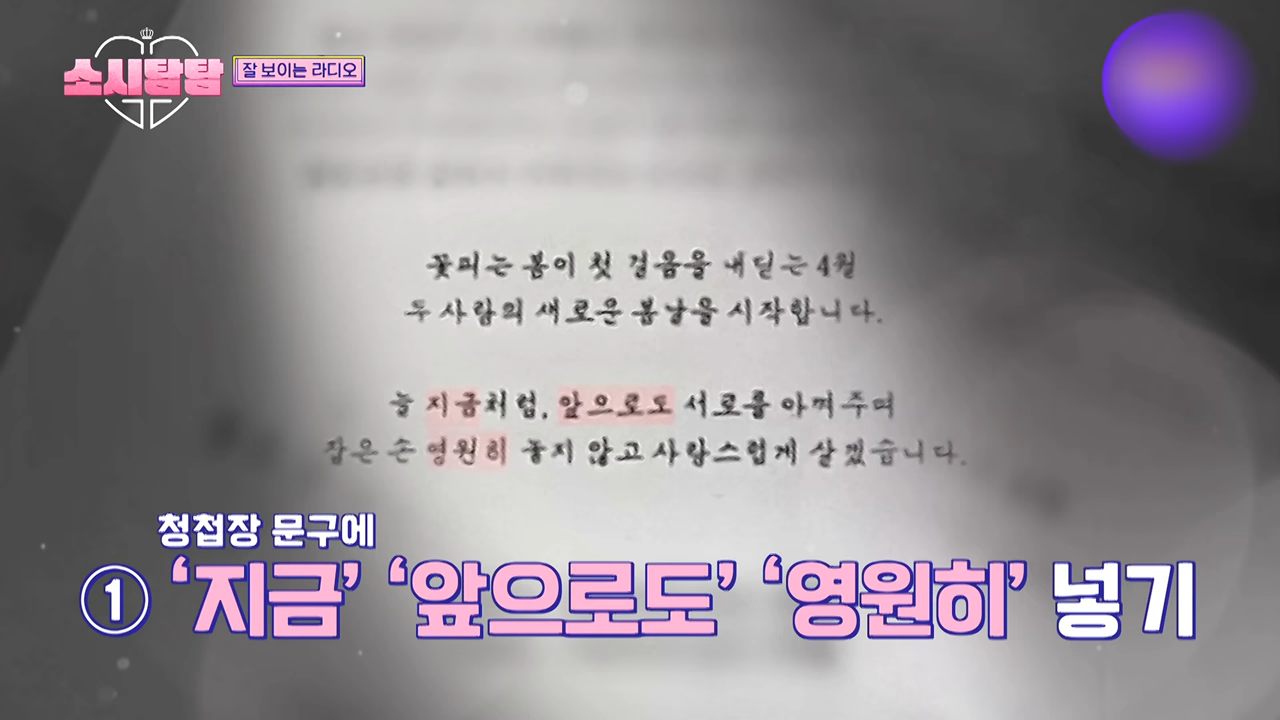 소시탐탐
잘 보이는 라디오
꽃피는 봄이 첫 걸음을 내딛는 4월
두 사람의 새로운 봄날을 시작합니다.
늘 지금처럼, 앞으로도 서로를 아껴주며
잡은 손 영원히 놓지 않고 사랑스럽게 살겠습니다.
청첩장 문구에
① ‘지금’ ‘앞으로도’ ‘영원히’ 넣기